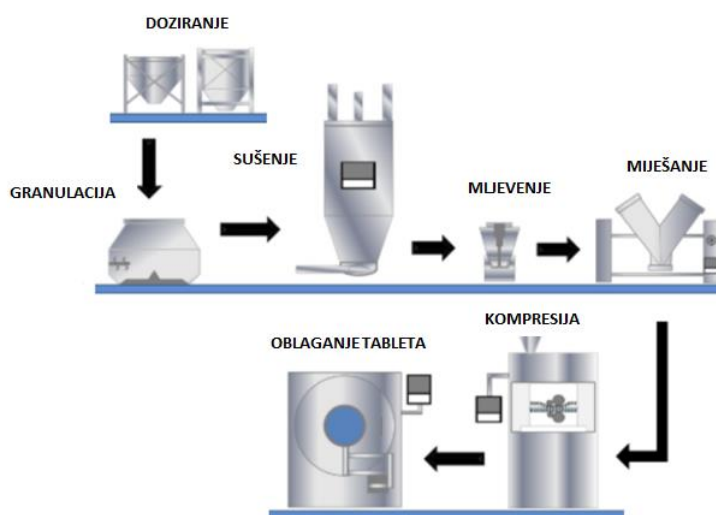 DOZIRANJE
GRANULACIJA
SUŠENJE
MLJEVENJE
MIJEŠANJE
KOMPRESIJA
OBLAGANJE TABLETA